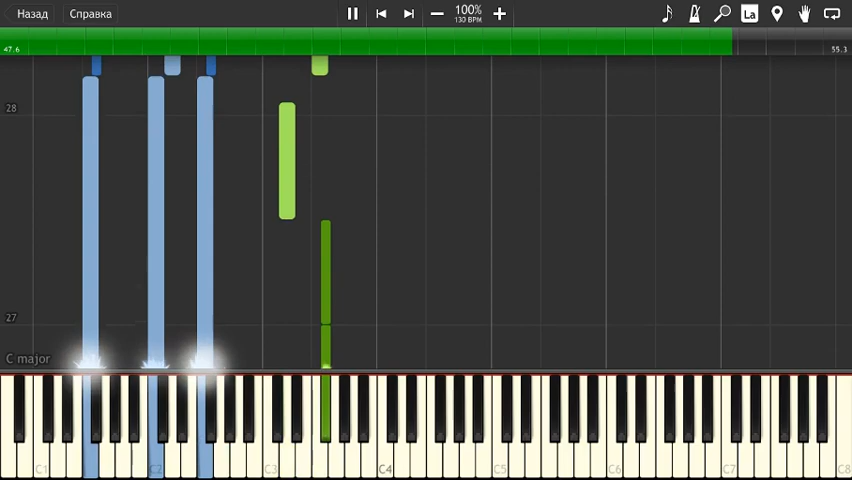 Назад Справка 100% La
130 BPM
47.6 55.3
28
27
C major
C1 C2 C3 C4 C5 C6 C7 C8